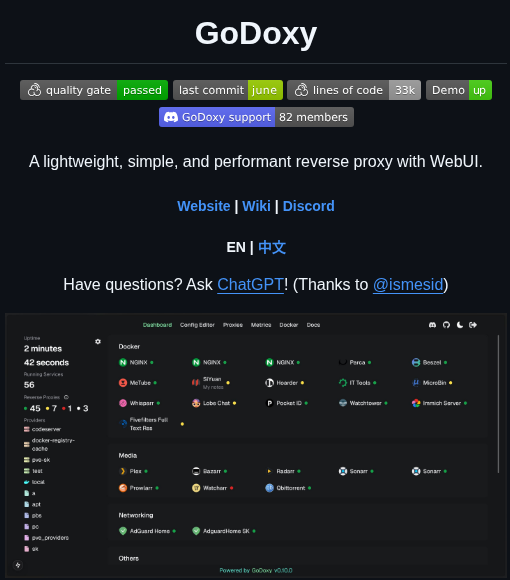 GoDoxy
quality gate passed last commit june lines of code 33k Demo up
GoDoxy support 82 members
A lightweight, simple, and performant reverse proxy with WebUI.
Website | Wiki | Discord
EN | 中文
Have questions? Ask ChatGPT! (Thanks to @ismesid)
Dashboard Config Editor Proxies Metrics Docker Docs
Uptime
2 minutes
42 seconds
Running Services
56
Reverse Proxies
45 7 1 3
Providers
codeserver
docker-registry-
cache
pve-sk
test
local
a
apt
pbs
pc
pve_providers
sk
Docker
NGINX NGINX NGINX Porca Beszel
MeTube SiYuan Hoarder IT Tools MicroBin
My notes
Whisparr Lobe Chat Pocket ID Watchtower Immich Server
Fivefilters Full
Text Rss
Media
Plex Bazarr Radarr Sonarr Sonarr
Prowlarr Watcharr Qbittorrent
Networking
AdGuard Home AdguardHome SK
Others
Powered by GoDoxy v0.10.0